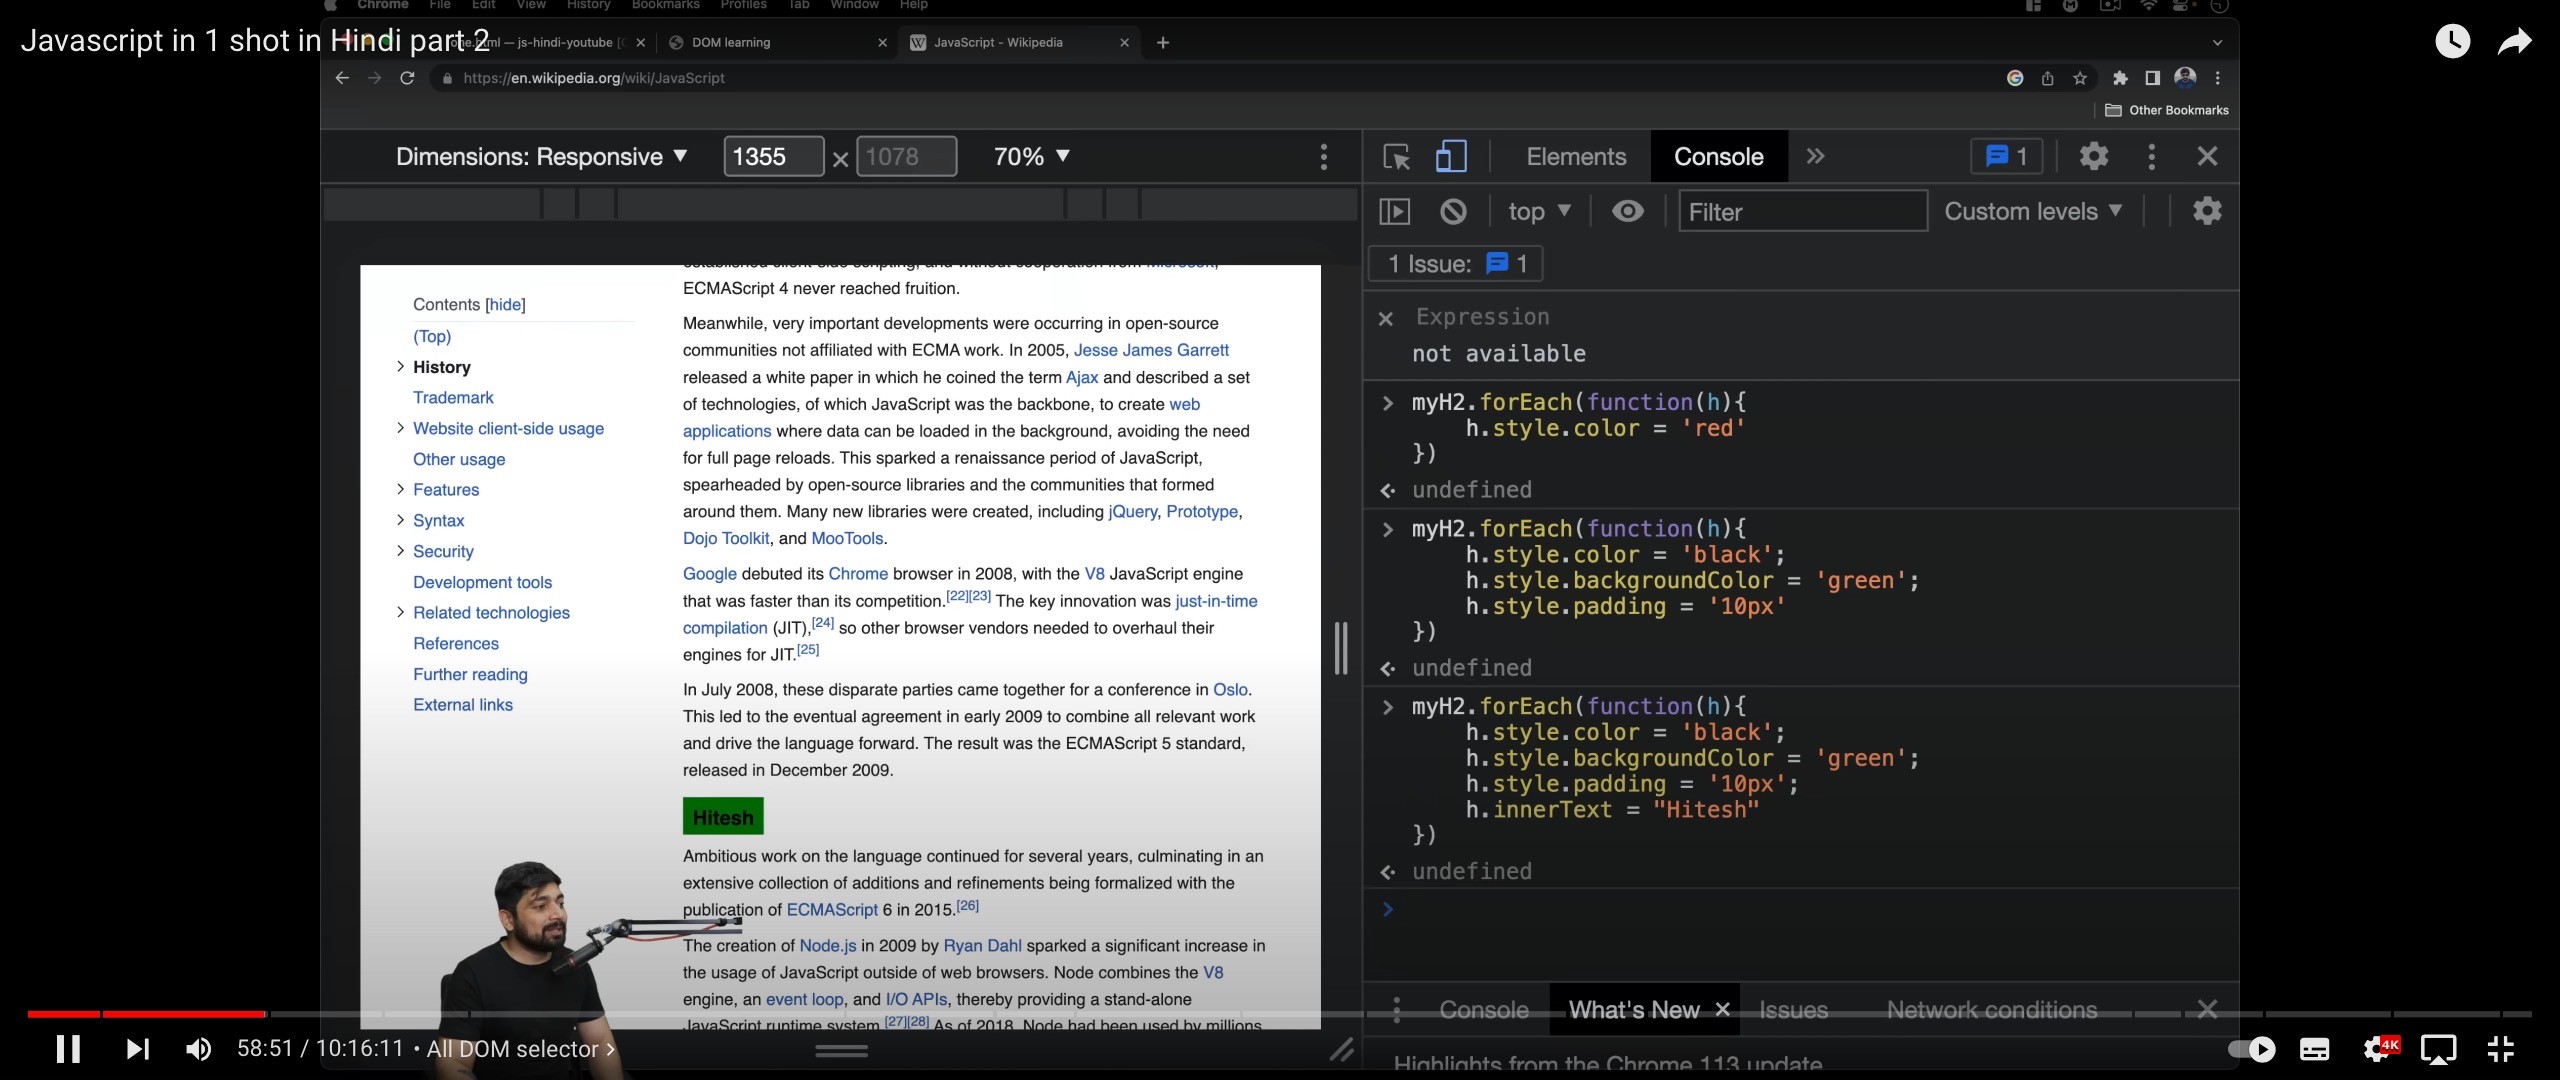 Chrome File Edit View History Bookmarks Profiles Tab Window Help
Javascript in 1 shot in Hindi part 2
one.html — js-hindi-youtube
DOM learning
JavaScript - Wikipedia
https://en.wikipedia.org/wiki/JavaScript
Other Bookmarks
Dimensions: Responsive 1355 × 1078 70%
Elements Console 1
top Filter Custom levels
1 Issue: 1
Contents [hide]
(Top)
History
Trademark
Website client-side usage
Other usage
Features
Syntax
Security
Development tools
Related technologies
References
Further reading
External links
established client-side scripting, and without cooperation from Microsoft,
ECMAScript 4 never reached fruition.
Meanwhile, very important developments were occurring in open-source
communities not affiliated with ECMA work. In 2005, Jesse James Garrett
released a white paper in which he coined the term Ajax and described a set
of technologies, of which JavaScript was the backbone, to create web
applications where data can be loaded in the background, avoiding the need
for full page reloads. This sparked a renaissance period of JavaScript,
spearheaded by open-source libraries and the communities that formed
around them. Many new libraries were created, including jQuery, Prototype,
Dojo Toolkit, and MooTools.
Google debuted its Chrome browser in 2008, with the V8 JavaScript engine
that was faster than its competition.[22][23] The key innovation was just-in-time
compilation (JIT),[24] so other browser vendors needed to overhaul their
engines for JIT.[25]
In July 2008, these disparate parties came together for a conference in Oslo.
This led to the eventual agreement in early 2009 to combine all relevant work
and drive the language forward. The result was the ECMAScript 5 standard,
released in December 2009.
Hitesh
Ambitious work on the language continued for several years, culminating in an
extensive collection of additions and refinements being formalized with the
publication of ECMAScript 6 in 2015.[26]
The creation of Node.js in 2009 by Ryan Dahl sparked a significant increase in
the usage of JavaScript outside of web browsers. Node combines the V8
engine, an event loop, and I/O APIs, thereby providing a stand-alone
JavaScript runtime system.[27][28] As of 2018, Node had been used by millions
Expression
not available
myH2.forEach(function(h){
h.style.color = 'red'
})
undefined
myH2.forEach(function(h){
h.style.color = 'black';
h.style.backgroundColor = 'green';
h.style.padding = '10px'
})
undefined
myH2.forEach(function(h){
h.style.color = 'black';
h.style.backgroundColor = 'green';
h.style.padding = '10px';
h.innerText = "Hitesh"
})
undefined
Console What's New Issues Network conditions
Highlights from the Chrome 113 update
58:51 / 10:16:11 • All DOM selector
4K